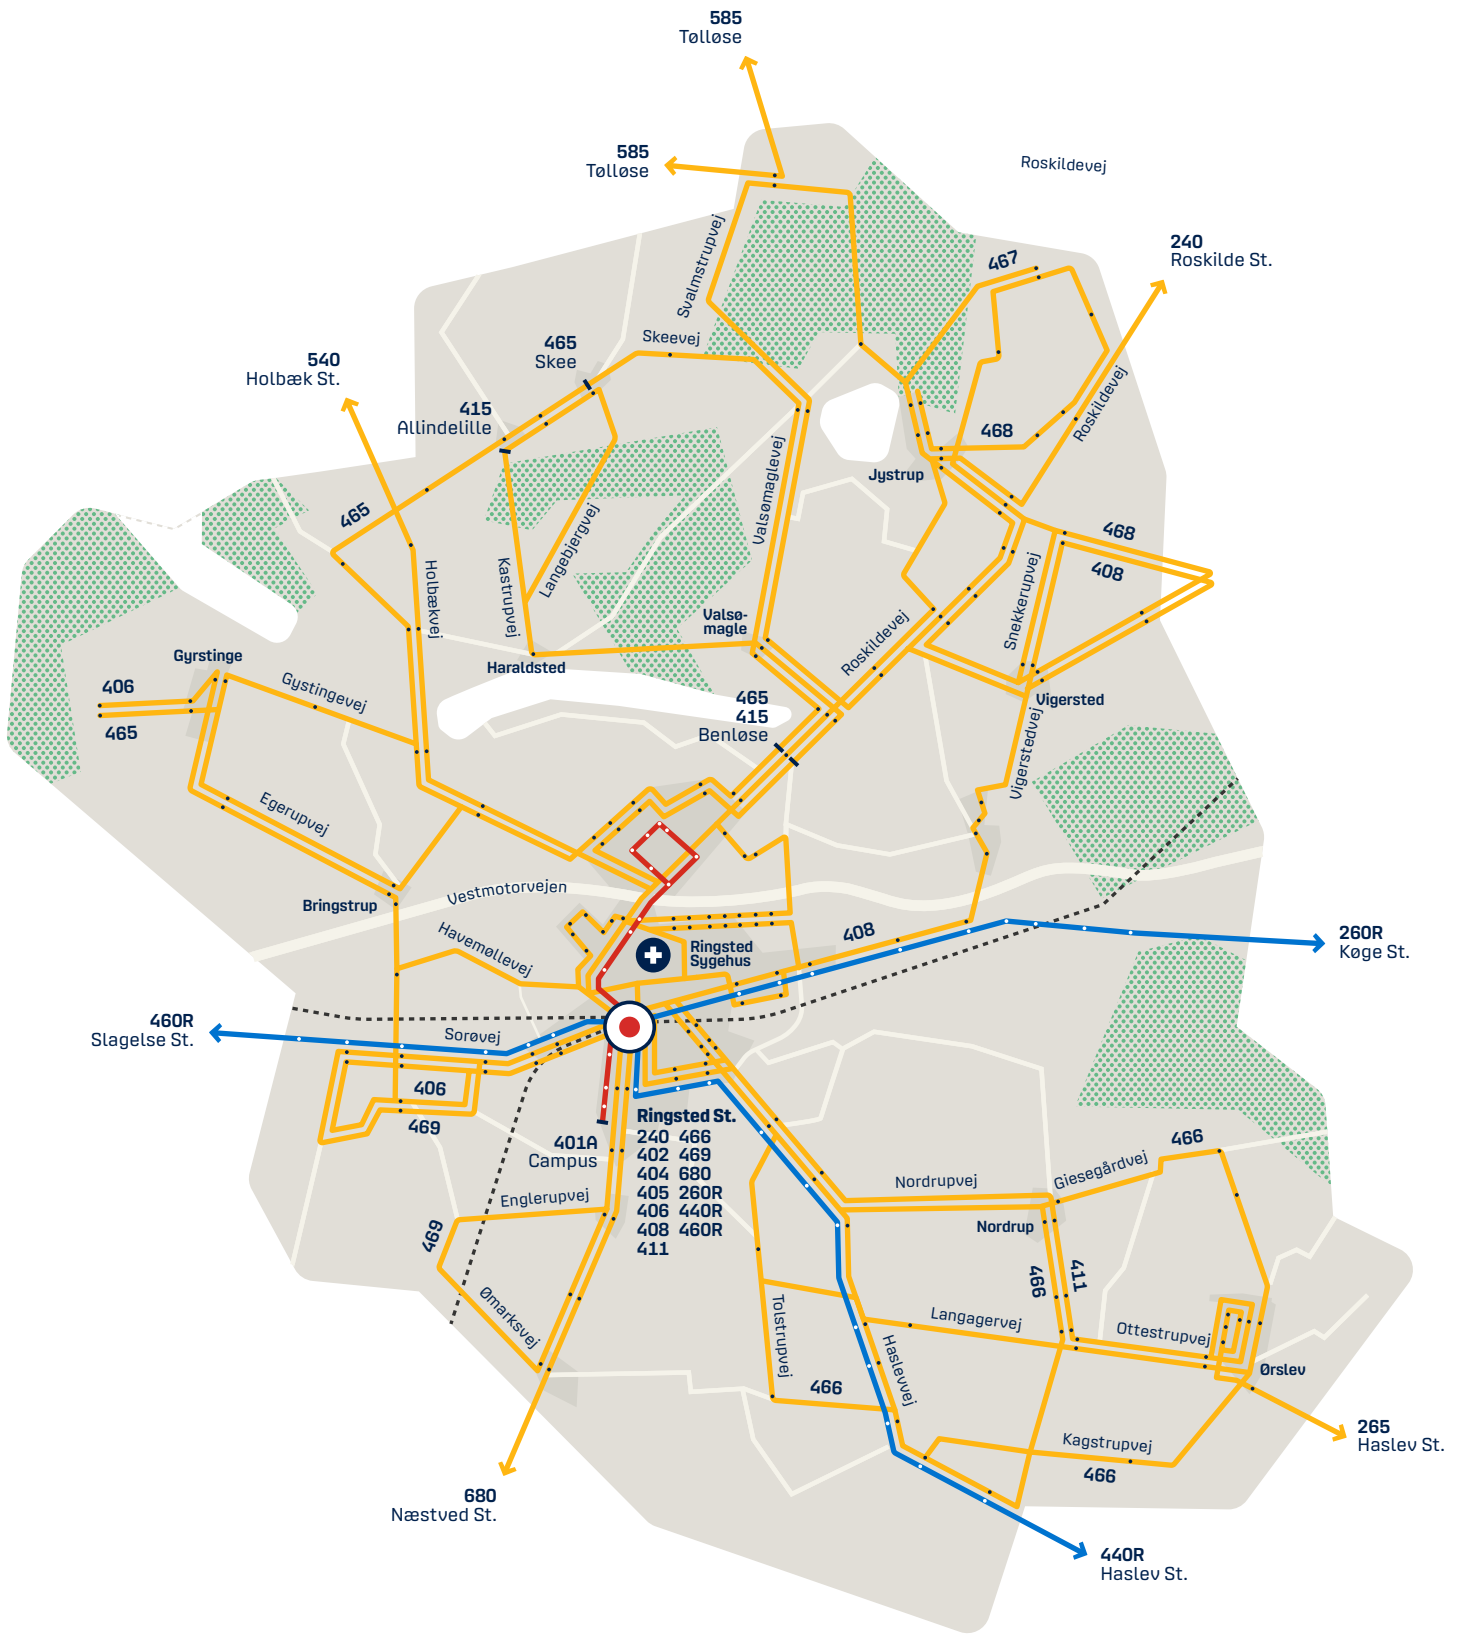 585
Tølløse
585
Tølløse
Roskildevej
240
Roskilde St.
467
Svalmstrupvej
465
Skee
Skeevej
540
Holbæk St.
415
Allindelille
Roskildevej
468
Jystrup
Valsømaglevej
465
Langebjergvej
Kastrupvej
Holbækvej
468
408
Snekkerupvej
Valsø-
magle
Roskildevej
Haraldsted
Gyrstinge
406
465
Gystingevej
465
415
Benløse
Vigersted
Vigerstedvej
Egerupvej
Bringstrup
Vestmotorvejen
Havemøllevej
Ringsted
Sygehus
408
260R
Køge St.
460R
Slagelse St.
Sorøvej
406
469
401A
Campus
Ringsted St.
240 466
402 469
404 680
405 260R
406 440R
408 460R
411
Englerupvej
469
Ømarksvej
Nordrupvej
Nordrup
Giesegårdvej
466
466
411
Tolstrupvej
Haslevvej
Langagervej
Ottestrupvej
Ørslev
466
265
Haslev St.
Kagstrupvej
466
680
Næstved St.
440R
Haslev St.